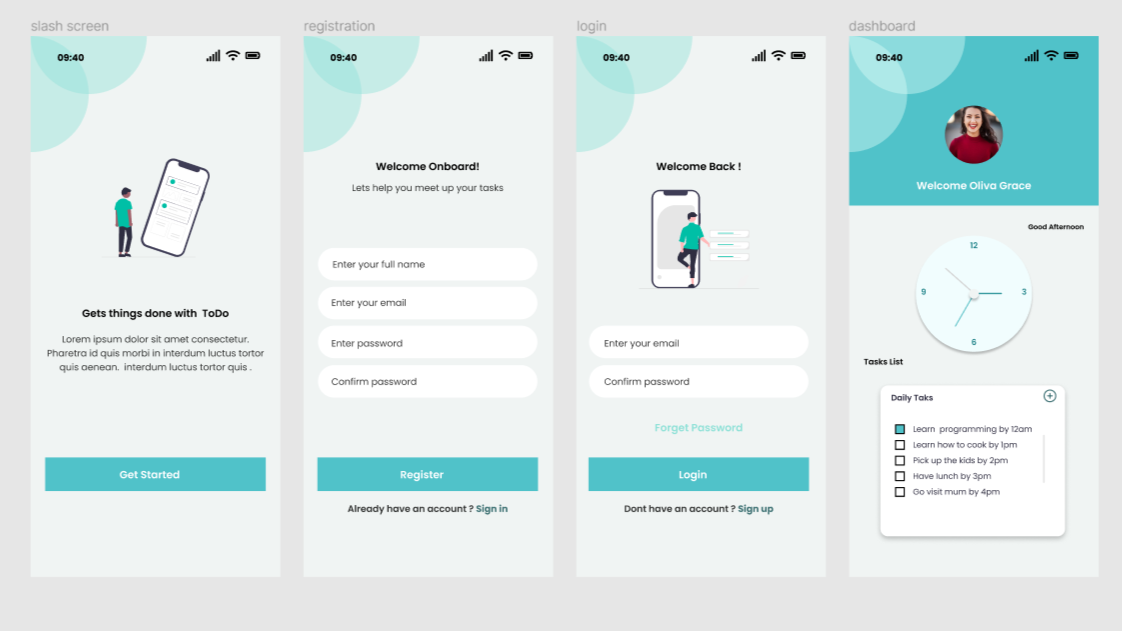 slash screen
09:40
Gets things done with ToDo
Lorem ipsum dolor sit amet consectetur.
Pharetra id quis morbi in interdum luctus tortor
quis aenean. interdum luctus tortor quis .
Get Started
registration
09:40
Welcome Onboard!
Lets help you meet up your tasks
Enter your full name
Enter your email
Enter password
Confirm password
Register
Already have an account ? Sign in
login
09:40
Welcome Back !
Enter your email
Confirm password
Forget Password
Login
Dont have an account ? Sign up
dashboard
09:40
Welcome Oliva Grace
Good Afternoon
12
9
3
6
Tasks List
Daily Taks
Learn programming by 12am
Learn how to cook by 1pm
Pick up the kids by 2pm
Have lunch by 3pm
Go visit mum by 4pm